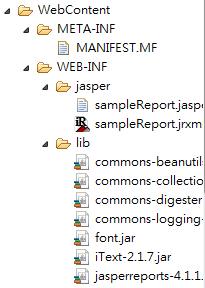 WebContent
META-INF
MANIFEST.MF
WEB-INF
jasper
sampleReport.jaspe
sampleReport.jrxm
lib
commons-beanutils
commons-collection
commons-digester
commons-logging-
font.jar
iText-2.1.7.jar
jasperreports-4.1.1.